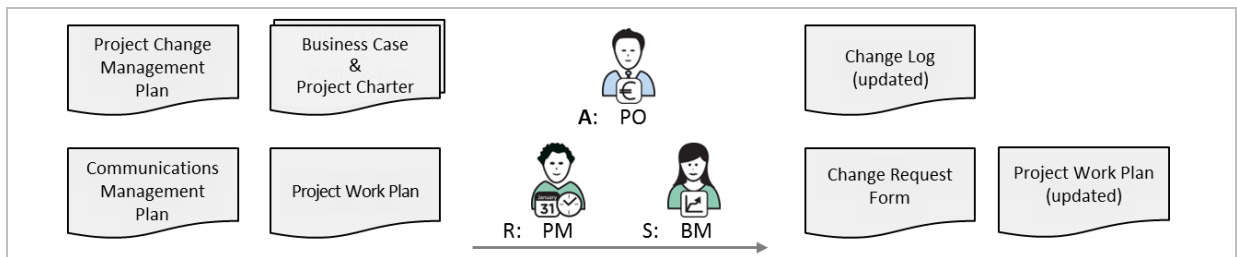 Project Change
Management
Plan
Business Case
&
Project Charter
€
A: PO
Change Log
(updated)
Communications
Management
Plan
Project Work Plan
January
31
R: PM
S: BM
Change Request
Form
Project Work Plan
(updated)